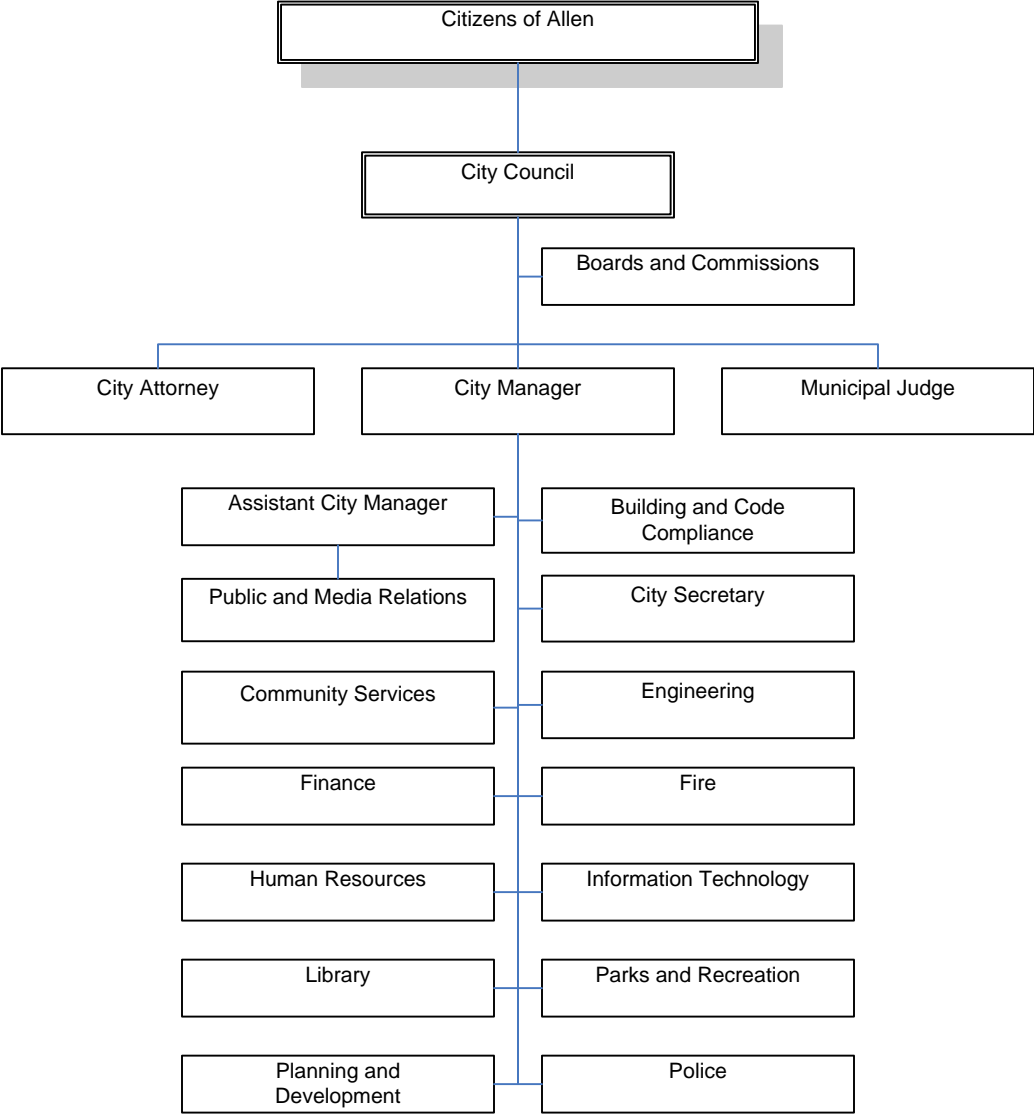 Citizens of Allen
City Council
Boards and Commissions
City Attorney
City Manager
Municipal Judge
Assistant City Manager
Building and Code
Compliance
Public and Media Relations
City Secretary
Community Services
Engineering
Finance
Fire
Human Resources
Information Technology
Library
Parks and Recreation
Planning and
Development
Police